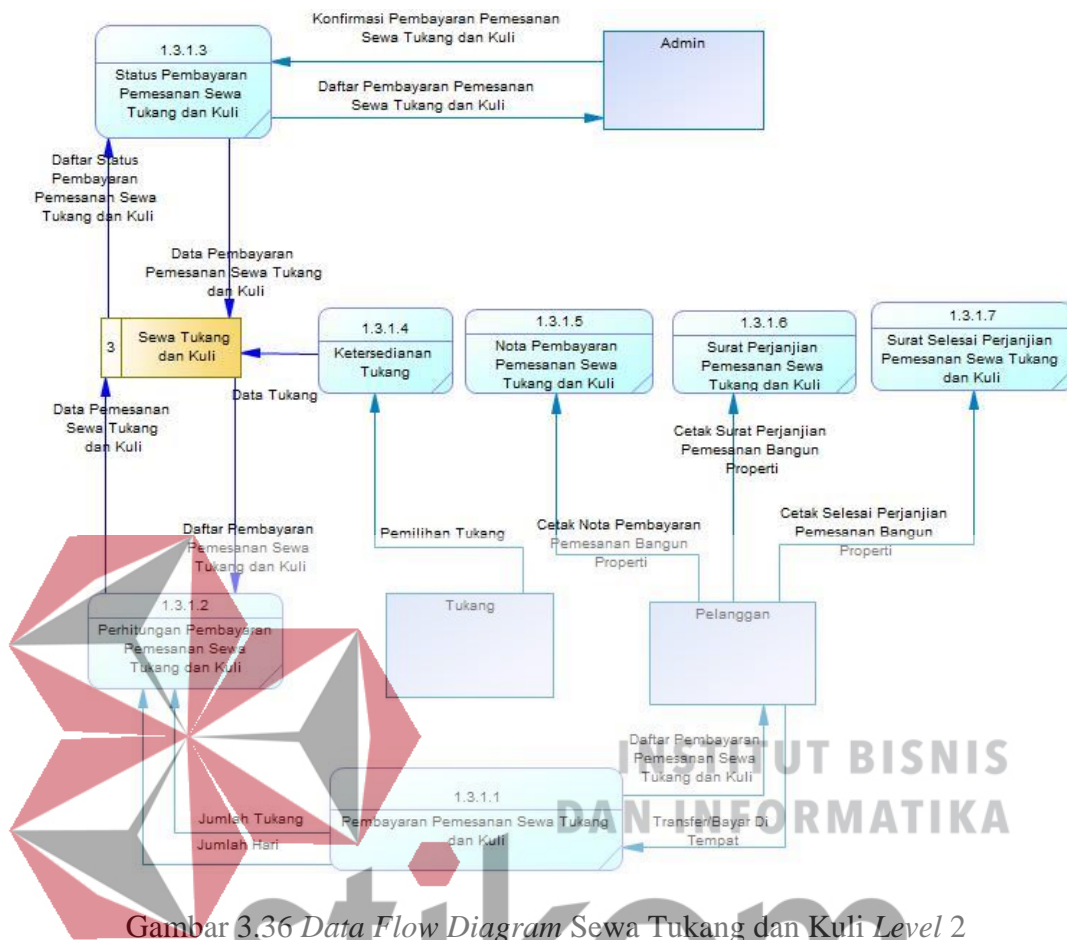 Konfirmasi Pembayaran Pemesanan
Sewa Tukang dan Kuli
Admin
1.3.1.3
Status Pembayaran
Pemesanan Sewa
Tukang dan Kuli
Daftar Pembayaran Pemesanan
Sewa Tukang dan Kuli
Daftar Status
Pembayaran
Pemesanan Sewa
Tukang dan Kuli
Data Pembayaran
Pemesanan Sewa Tukang
dan Kuli
3
Sewa Tukang
dan Kuli
1.3.1.4
Ketersedianan
Tukang
1.3.1.5
Nota Pembayaran
Pemesanan Sewa
Tukang dan Kuli
1.3.1.6
Surat Perjanjian
Pemesanan Sewa
Tukang dan Kuli
1.3.1.7
Surat Selesai Perjanjian
Pemesanan Sewa Tukang
dan Kuli
Data Tukang
Data Pemesanan
Sewa Tukang
dan Kuli
Cetak Surat Perjanjian
Pemesanan Bangun
Properti
Daftar Pembayaran
Pemesanan Sewa
Tukang dan Kuli
Pemilihan Tukang
Cetak Nota Pembayaran
Pemesanan Bangun
Properti
Cetak Selesai Perjanjian
Pemesanan Bangun
Properti
1.3.1.2
Perhitungan Pembayaran
Pemesanan Sewa
Tukang dan Kuli
Tukang
Pelanggan
Daftar Pembayaran
Pemesanan Sewa
Tukang dan Kuli
INSTITUT BISNIS
DAN INFORMATIKA
1.3.1.1
Pembayaran Pemesanan Sewa Tukang
dan Kuli
Jumlah Tukang
Jumlah Hari
Transfer/Bayar Di
Tempat
stikom
Gambar 3.36 Data Flow Diagram Sewa Tukang dan Kuli Level 2